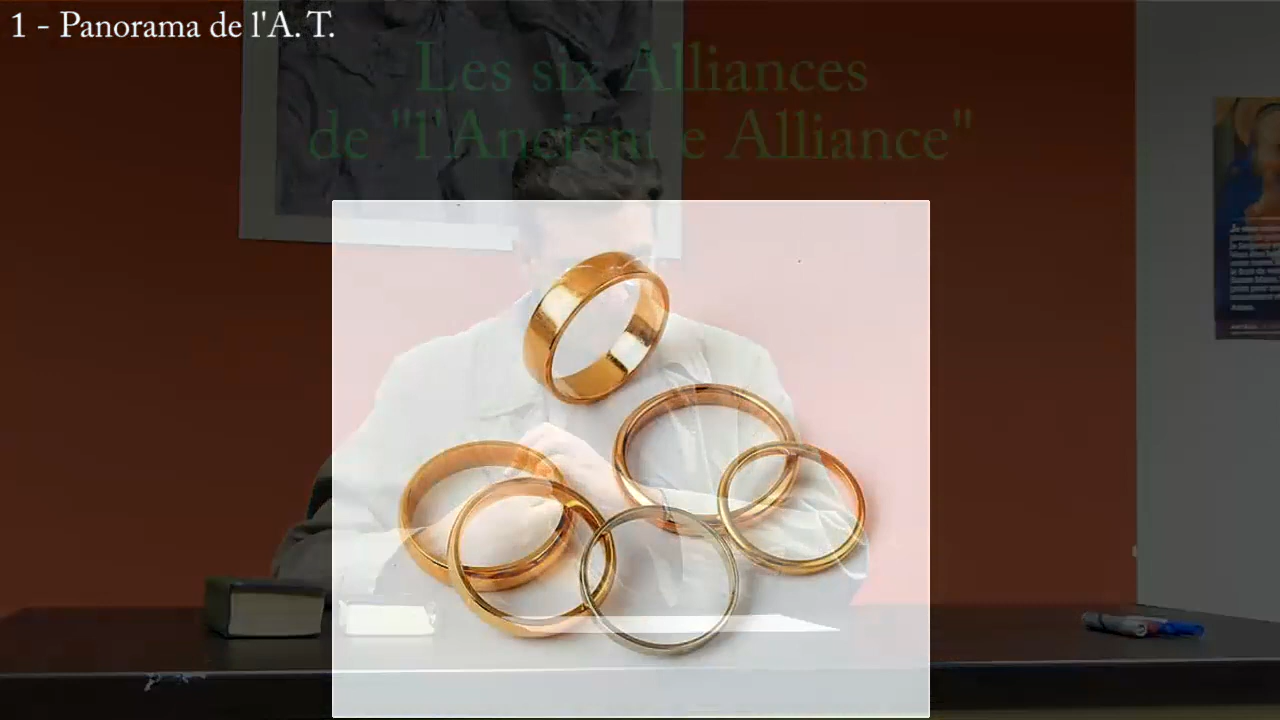 1 - Panorama de l'A.T.
Les six Alliances
de "l'Ancienne Alliance"